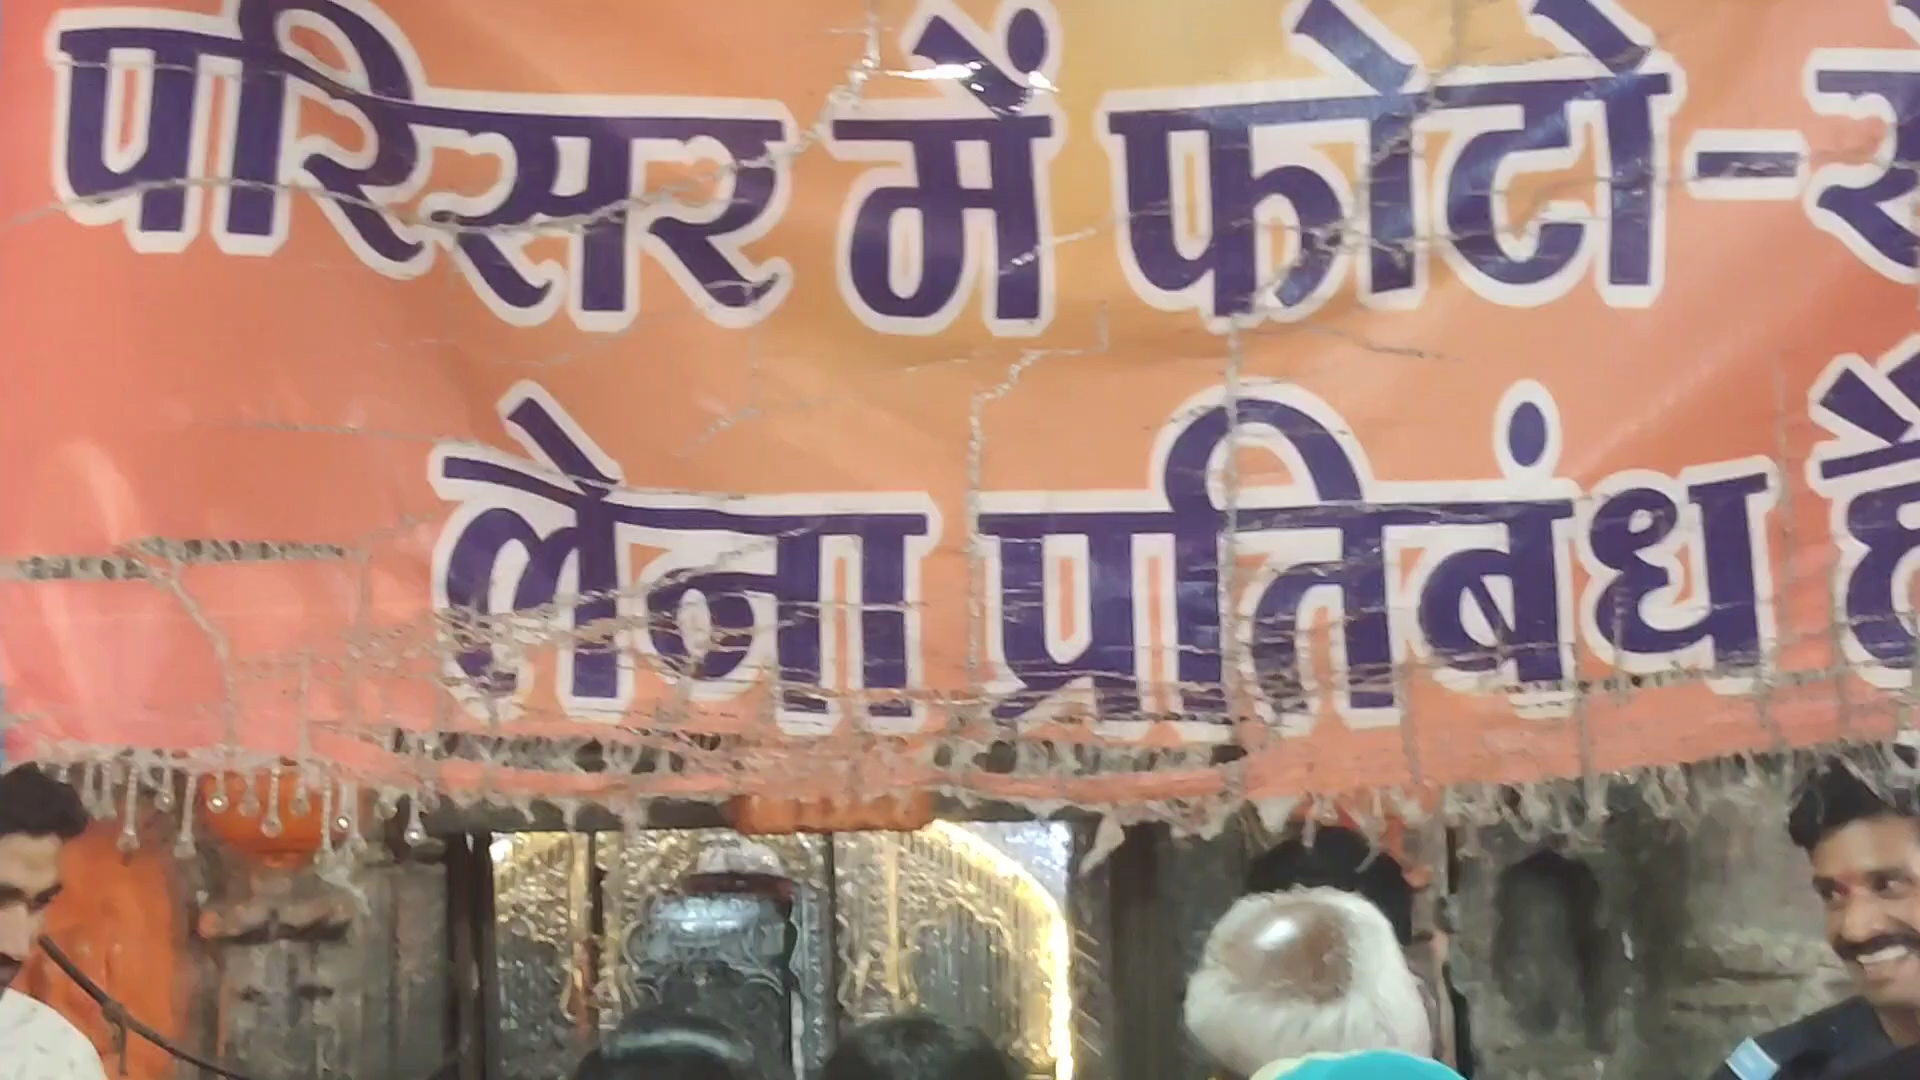 परिसर में फोटो-
लेना प्रतिबंध है